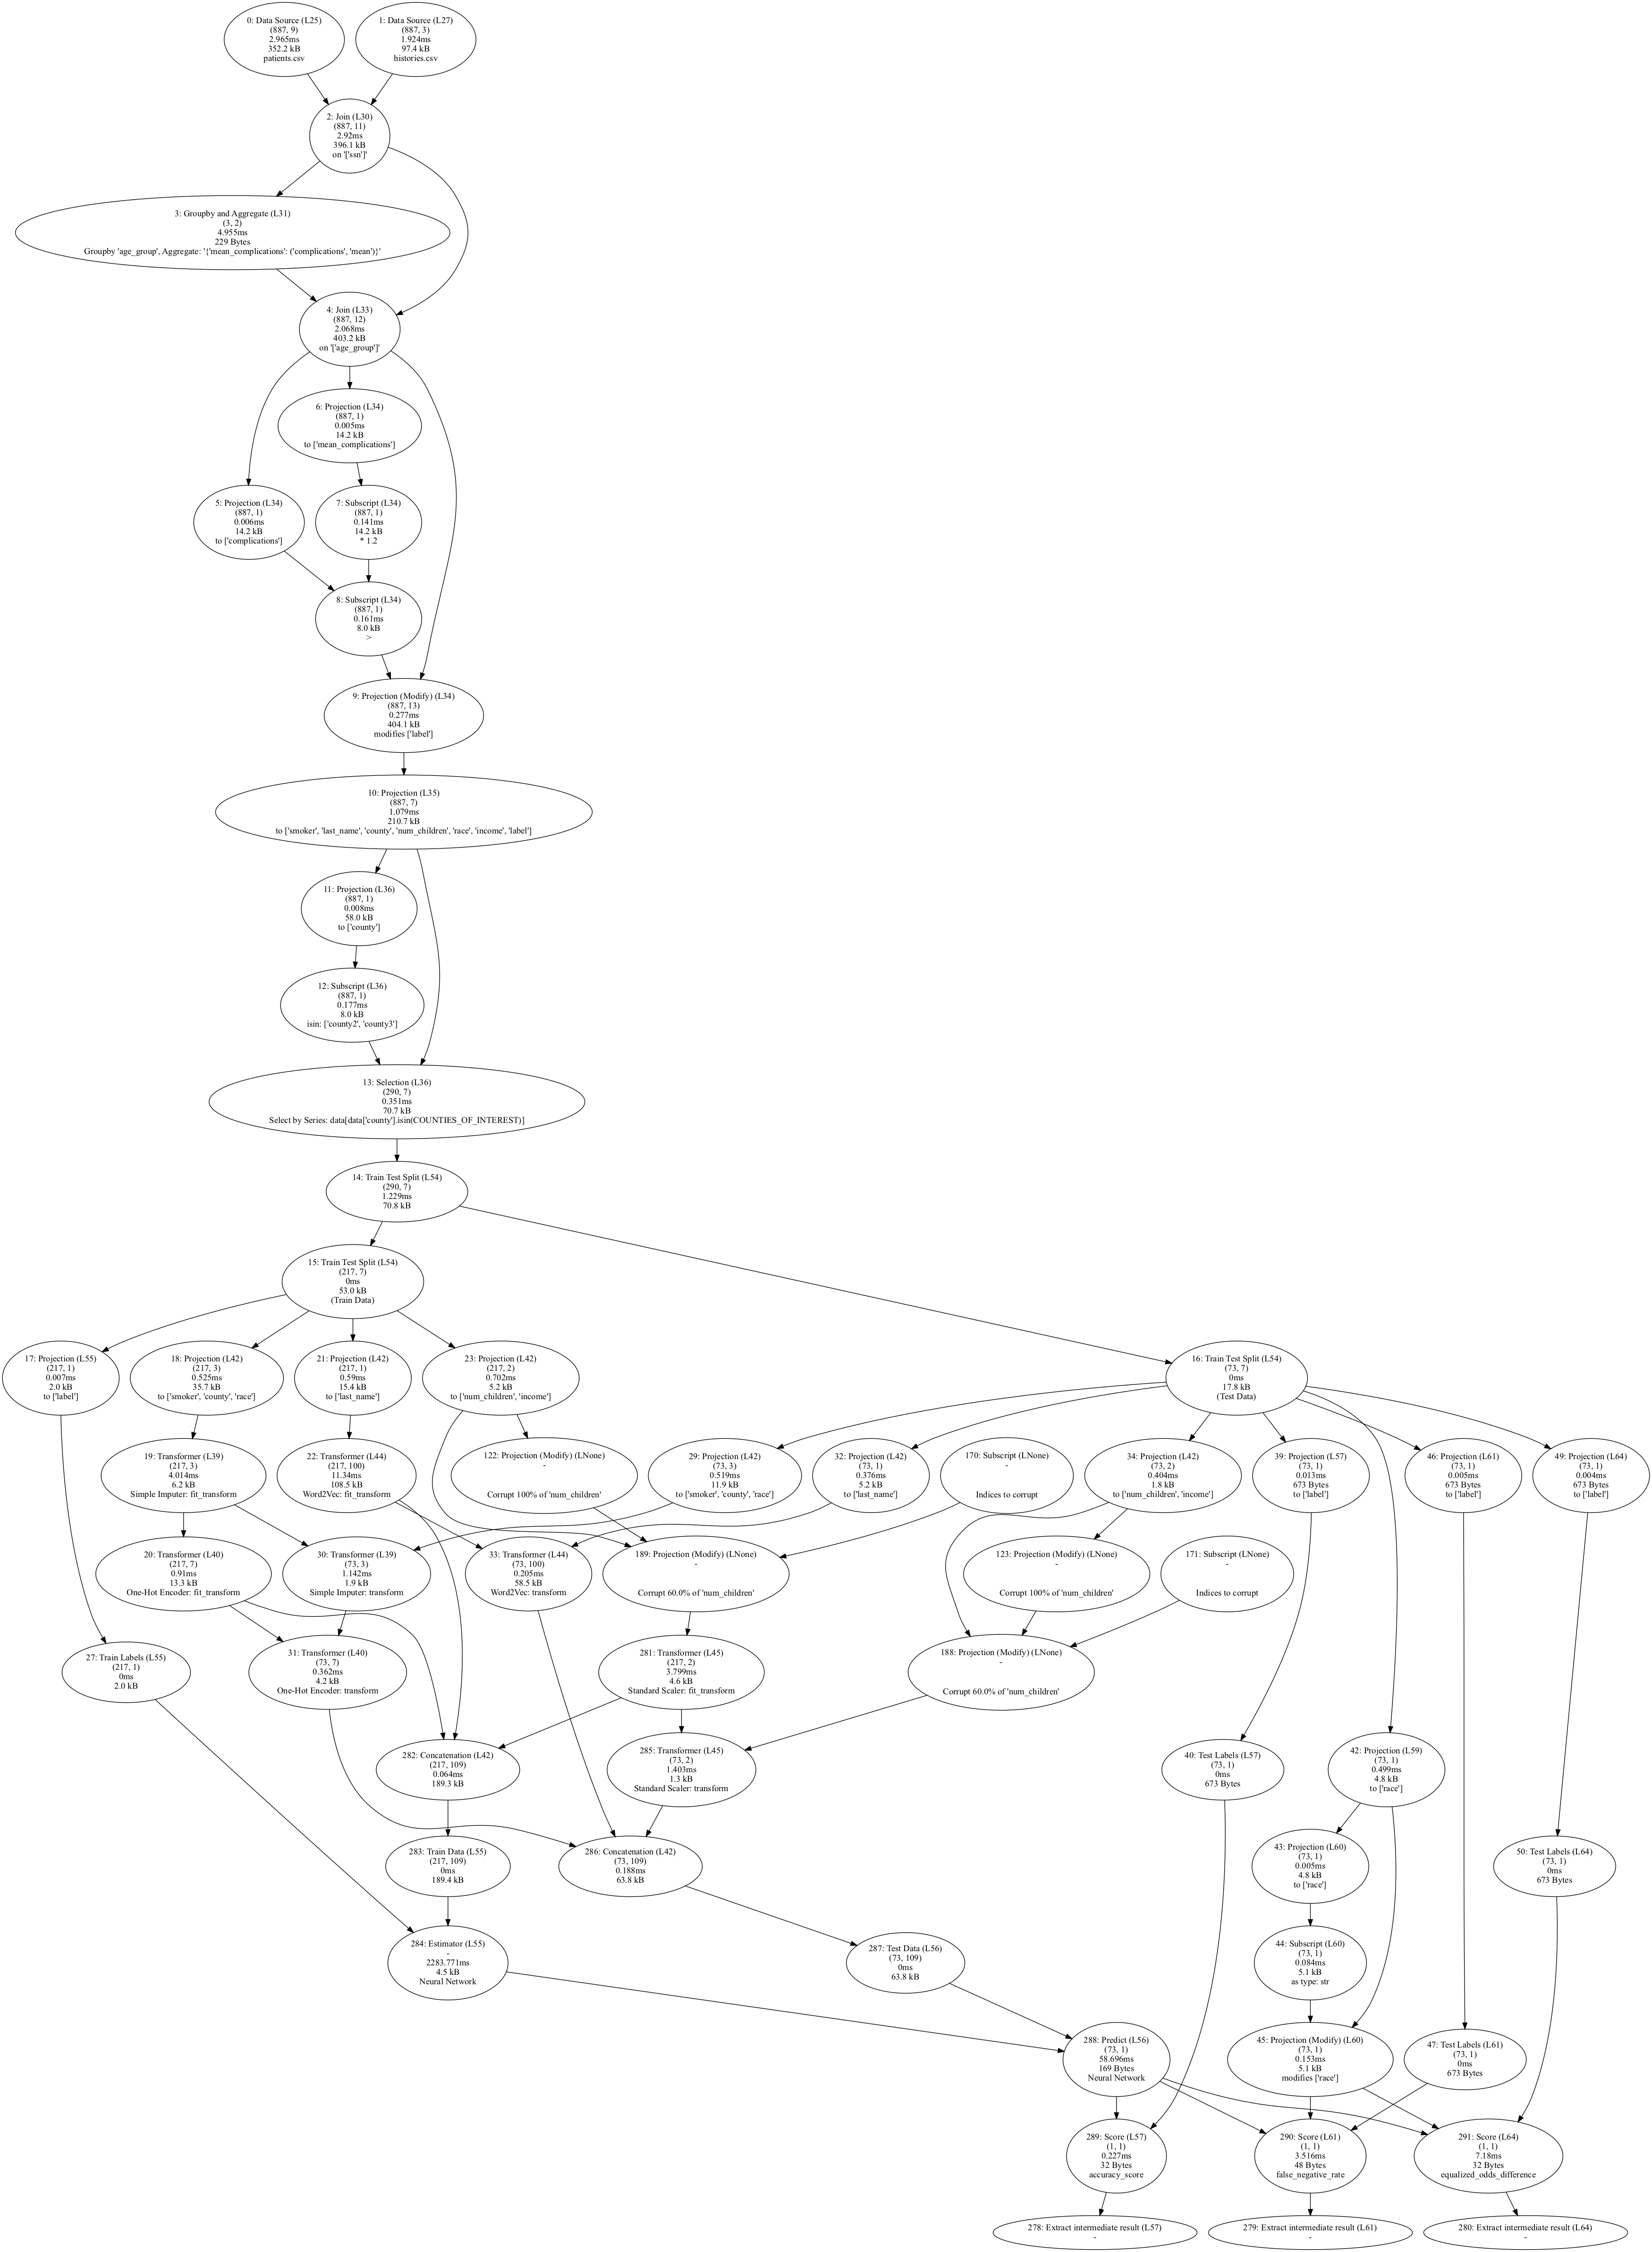 0: Data Source (L25)
(887, 9)
2.965ms
352.2 kB
patients.csv
1: Data Source (L27)
(887, 3)
1.924ms
97.4 kB
histories.csv
2: Join (L30)
(887, 11)
2.92ms
396.1 kB
on '['ssn']'
3: Groupby and Aggregate (L31)
(3, 2)
4.955ms
229 Bytes
Groupby 'age_group', Aggregate: '{'mean_complications': ('complications', 'mean')}'
4: Join (L33)
(887, 12)
2.068ms
403.2 kB
on '['age_group']'
6: Projection (L34)
(887, 1)
0.005ms
14.2 kB
to ['mean_complications']
5: Projection (L34)
(887, 1)
0.006ms
14.2 kB
to ['complications']
7: Subscript (L34)
(887, 1)
0.141ms
14.2 kB
* 1.2
8: Subscript (L34)
(887, 1)
0.161ms
8.0 kB
>
9: Projection (Modify) (L34)
(887, 13)
0.277ms
404.1 kB
modifies ['label']
10: Projection (L35)
(887, 7)
1.079ms
210.7 kB
to ['smoker', 'last_name', 'county', 'num_children', 'race', 'income', 'label']
11: Projection (L36)
(887, 1)
0.008ms
58.0 kB
to ['county']
12: Subscript (L36)
(887, 1)
0.177ms
8.0 kB
isin: ['county2', 'county3']
13: Selection (L36)
(290, 7)
0.351ms
70.7 kB
Select by Series: data[data['county'].isin(COUNTIES_OF_INTEREST)]
14: Train Test Split (L54)
(290, 7)
1.229ms
70.8 kB
15: Train Test Split (L54)
(217, 7)
0ms
53.0 kB
(Train Data)
17: Projection (L55)
(217, 1)
0.007ms
2.0 kB
to ['label']
18: Projection (L42)
(217, 3)
0.525ms
35.7 kB
to ['smoker', 'county', 'race']
21: Projection (L42)
(217, 1)
0.59ms
15.4 kB
to ['last_name']
23: Projection (L42)
(217, 2)
0.702ms
5.2 kB
to ['num_children', 'income']
16: Train Test Split (L54)
(73, 7)
0ms
17.8 kB
(Test Data)
19: Transformer (L39)
(217, 3)
4.014ms
6.2 kB
Simple Imputer: fit_transform
22: Transformer (L44)
(217, 100)
11.34ms
108.5 kB
Word2Vec: fit_transform
122: Projection (Modify) (LNone)
-
Corrupt 100% of 'num_children'
29: Projection (L42)
(73, 3)
0.519ms
11.9 kB
to ['smoker', 'county', 'race']
32: Projection (L42)
(73, 1)
0.376ms
5.2 kB
to ['last_name']
170: Subscript (LNone)
-
Indices to corrupt
34: Projection (L42)
(73, 2)
0.404ms
1.8 kB
to ['num_children', 'income']
39: Projection (L57)
(73, 1)
0.013ms
673 Bytes
to ['label']
46: Projection (L61)
(73, 1)
0.005ms
673 Bytes
to ['label']
49: Projection (L64)
(73, 1)
0.004ms
673 Bytes
to ['label']
20: Transformer (L40)
(217, 7)
0.91ms
13.3 kB
One-Hot Encoder: fit_transform
30: Transformer (L39)
(73, 3)
1.142ms
1.9 kB
Simple Imputer: transform
33: Transformer (L44)
(73, 100)
0.205ms
58.5 kB
Word2Vec: transform
189: Projection (Modify) (LNone)
-
Corrupt 60.0% of 'num_children'
123: Projection (Modify) (LNone)
-
Corrupt 100% of 'num_children'
171: Subscript (LNone)
-
Indices to corrupt
27: Train Labels (L55)
(217, 1)
0ms
2.0 kB
31: Transformer (L40)
(73, 7)
0.362ms
4.2 kB
One-Hot Encoder: transform
281: Transformer (L45)
(217, 2)
3.799ms
4.6 kB
Standard Scaler: fit_transform
188: Projection (Modify) (LNone)
-
Corrupt 60.0% of 'num_children'
282: Concatenation (L42)
(217, 109)
0.064ms
189.3 kB
285: Transformer (L45)
(73, 2)
1.403ms
1.3 kB
Standard Scaler: transform
40: Test Labels (L57)
(73, 1)
0ms
673 Bytes
42: Projection (L59)
(73, 1)
0.499ms
4.8 kB
to ['race']
283: Train Data (L55)
(217, 109)
0ms
189.4 kB
286: Concatenation (L42)
(73, 109)
0.188ms
63.8 kB
43: Projection (L60)
(73, 1)
0.005ms
4.8 kB
to ['race']
50: Test Labels (L64)
(73, 1)
0ms
673 Bytes
284: Estimator (L55)
-
2283.771ms
4.5 kB
Neural Network
287: Test Data (L56)
(73, 109)
0ms
63.8 kB
44: Subscript (L60)
(73, 1)
0.084ms
5.1 kB
as type: str
288: Predict (L56)
(73, 1)
58.696ms
169 Bytes
Neural Network
45: Projection (Modify) (L60)
(73, 1)
0.153ms
5.1 kB
modifies ['race']
47: Test Labels (L61)
(73, 1)
0ms
673 Bytes
289: Score (L57)
(1, 1)
0.227ms
32 Bytes
accuracy_score
290: Score (L61)
(1, 1)
3.516ms
48 Bytes
false_negative_rate
291: Score (L64)
(1, 1)
7.18ms
32 Bytes
equalized_odds_difference
278: Extract intermediate result (L57)
-
279: Extract intermediate result (L61)
-
280: Extract intermediate result (L64)
-